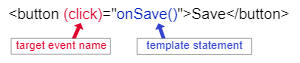 <button (click)="onSave()">Save</button>
target event name
template statement